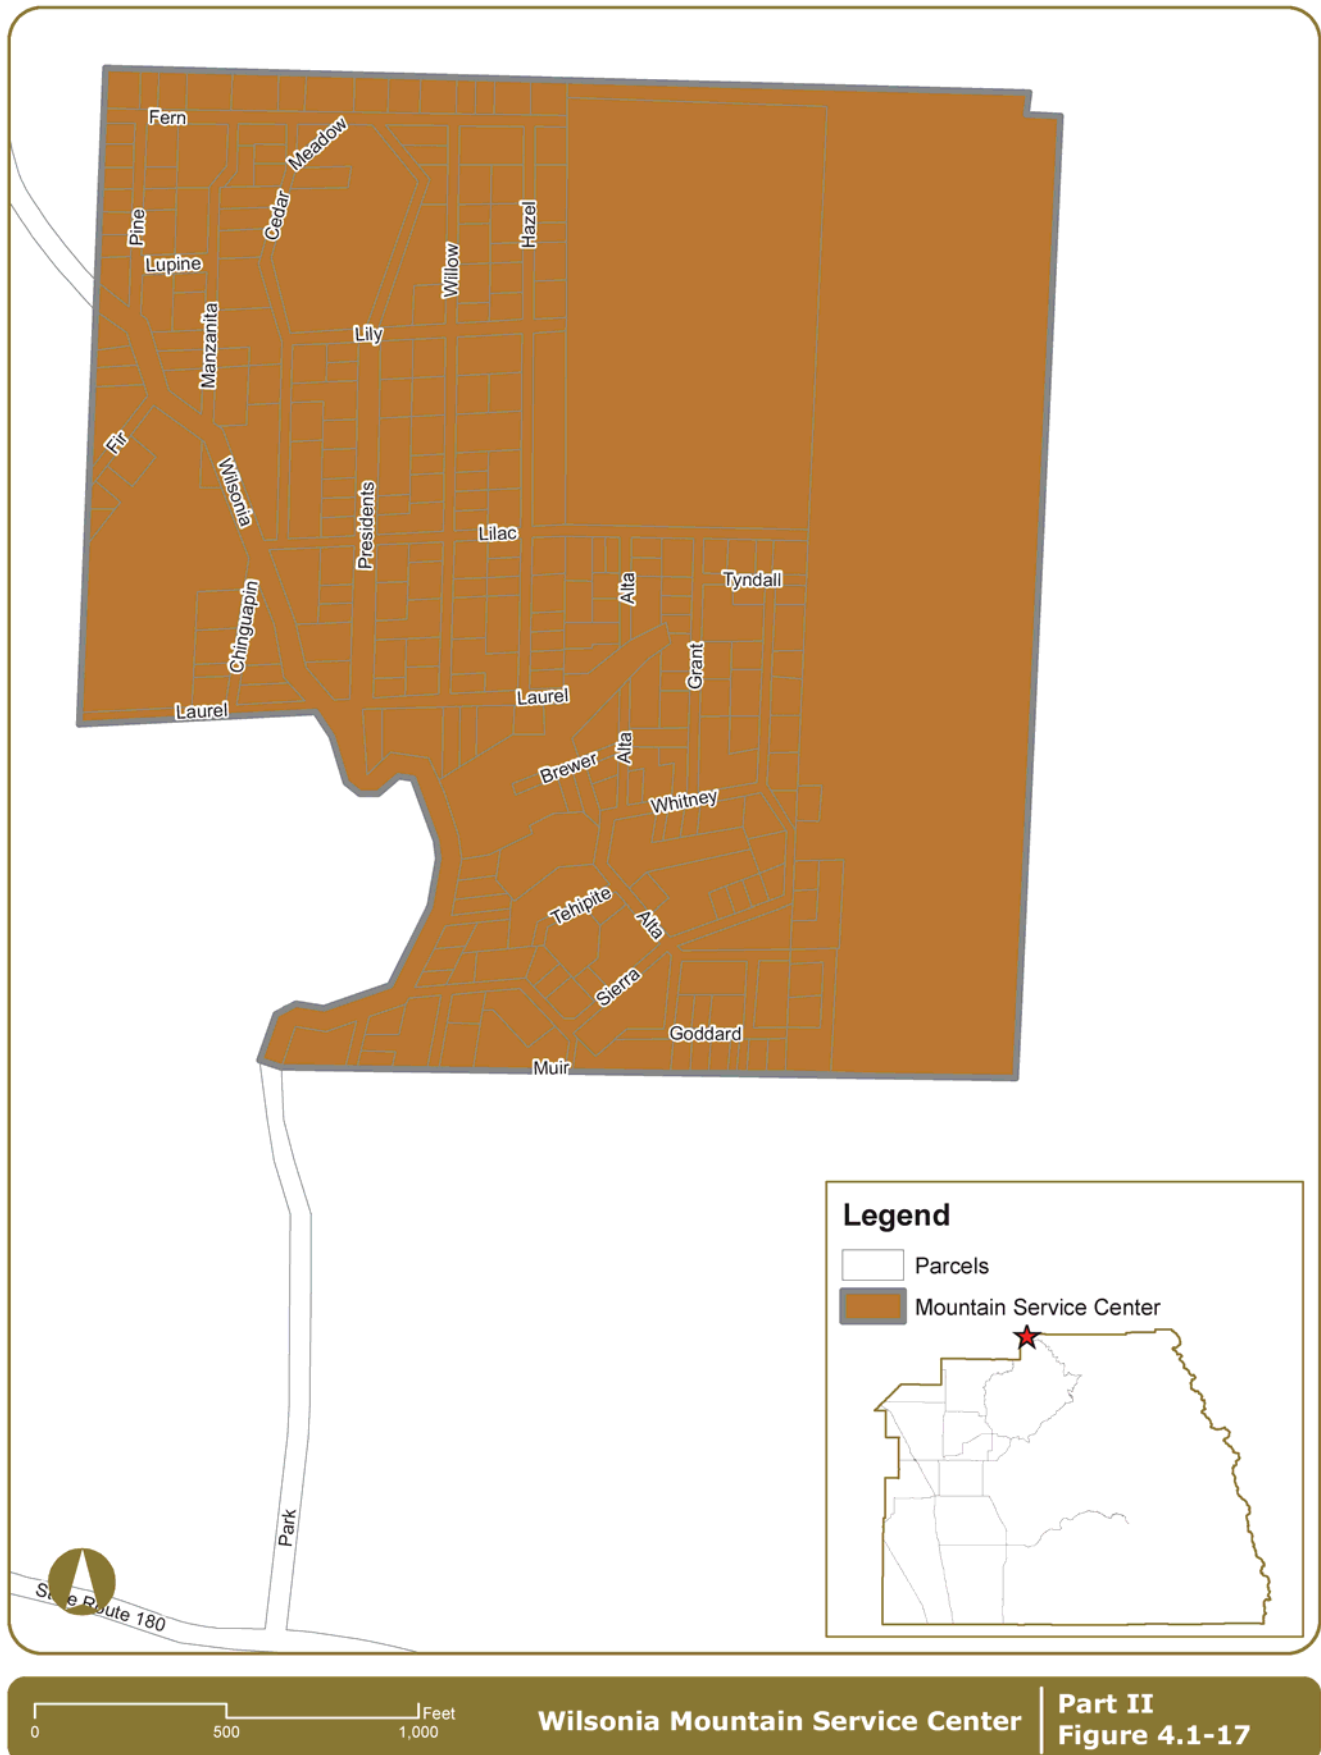 Fern
Meadow
Cedar
Pine
Hazel
Lupine
Willow
Manzanita
Lily
Fir
Wilsonia
Presidents
Lilac
Alta
Tyndall
Chinguapin
Grant
Laurel
Laurel
Alta
Brewer
Whitney
Tehipite
Alta
Sierra
Goddard
Muir
Park
Route 180
Legend
Parcels
Mountain Service Center
0 500 1,000 Feet
Wilsonia Mountain Service Center
Part II
Figure 4.1-17